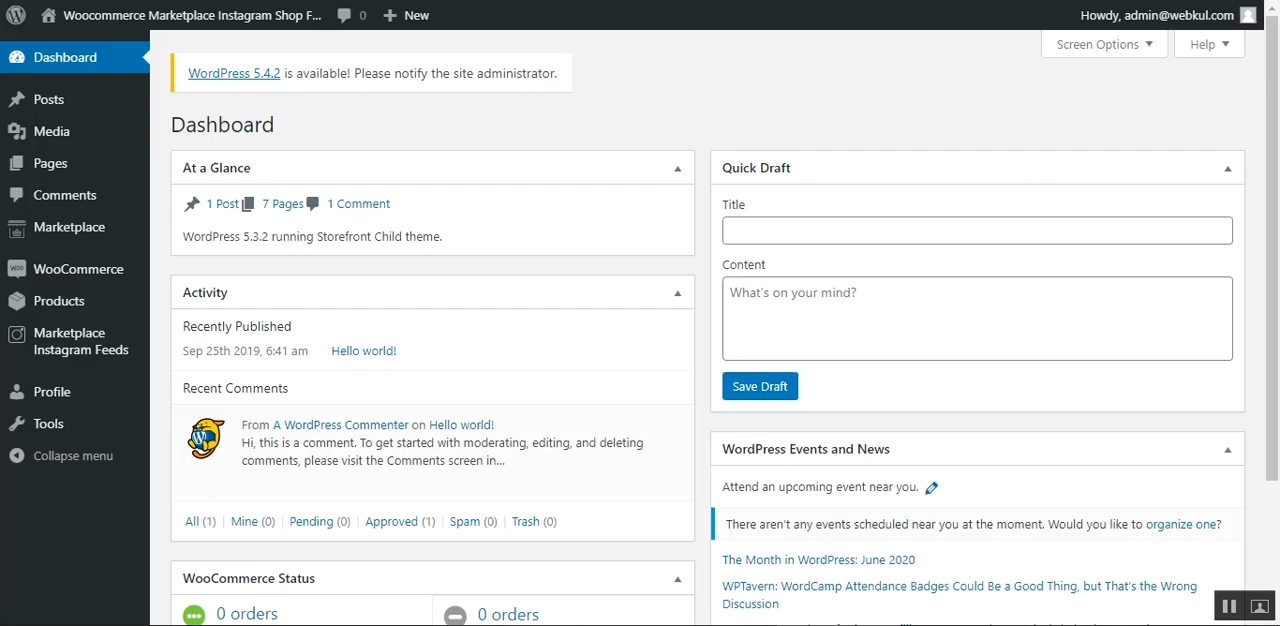 Woocommerce Marketplace Instagram Shop F... 0 New
Howdy, admin@webkul.com
Dashboard
Posts
Media
Pages
Comments
Marketplace
WooCommerce
Products
Marketplace
Instagram Feeds
Profile
Tools
Collapse menu
Screen Options ▼
Help ▼
WordPress 5.4.2 is available! Please notify the site administrator.
Dashboard
At a Glance
1 Post 7 Pages 1 Comment
WordPress 5.3.2 running Storefront Child theme.
Activity
Recently Published
Sep 25th 2019, 6:41 am Hello world!
Recent Comments
From A WordPress Commenter on Hello world!
Hi, this is a comment. To get started with moderating, editing, and deleting
comments, please visit the Comments screen in...
All (1) | Mine (0) | Pending (0) | Approved (1) | Spam (0) | Trash (0)
WooCommerce Status
0 orders
0 orders
Quick Draft
Title
Content
What's on your mind?
Save Draft
WordPress Events and News
Attend an upcoming event near you.
There aren't any events scheduled near you at the moment. Would you like to organize one?
The Month in WordPress: June 2020
WPTavern: WordCamp Attendance Badges Could Be a Good Thing, but That's the Wrong
Discussion